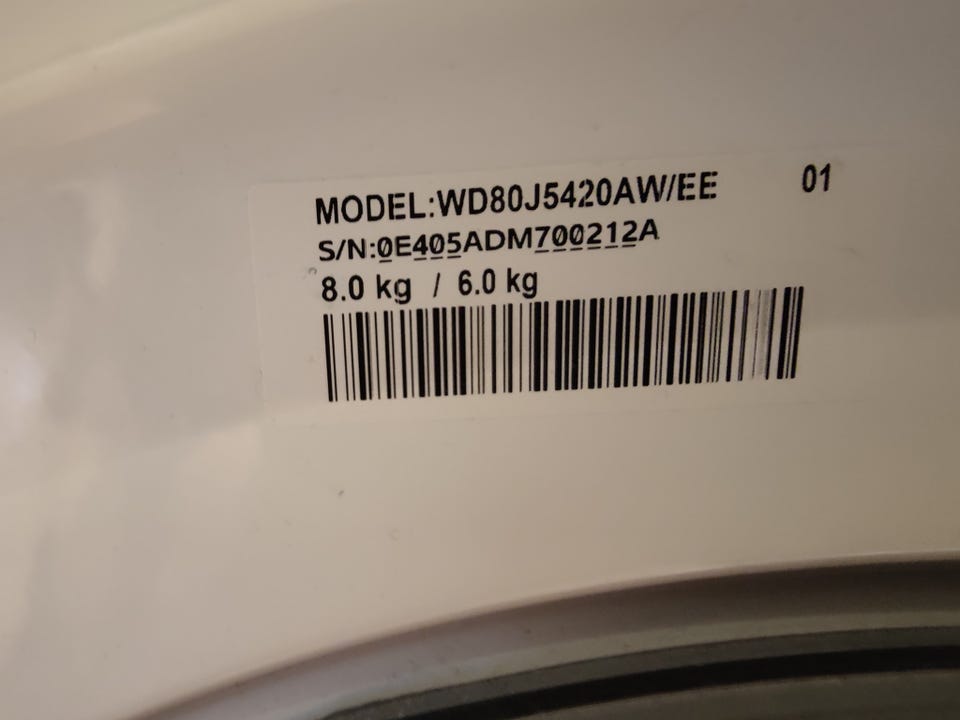 MODEL:WD80J5420AW/EE 01
S/N:0E405ADM700212A
8.0 kg / 6.0 kg